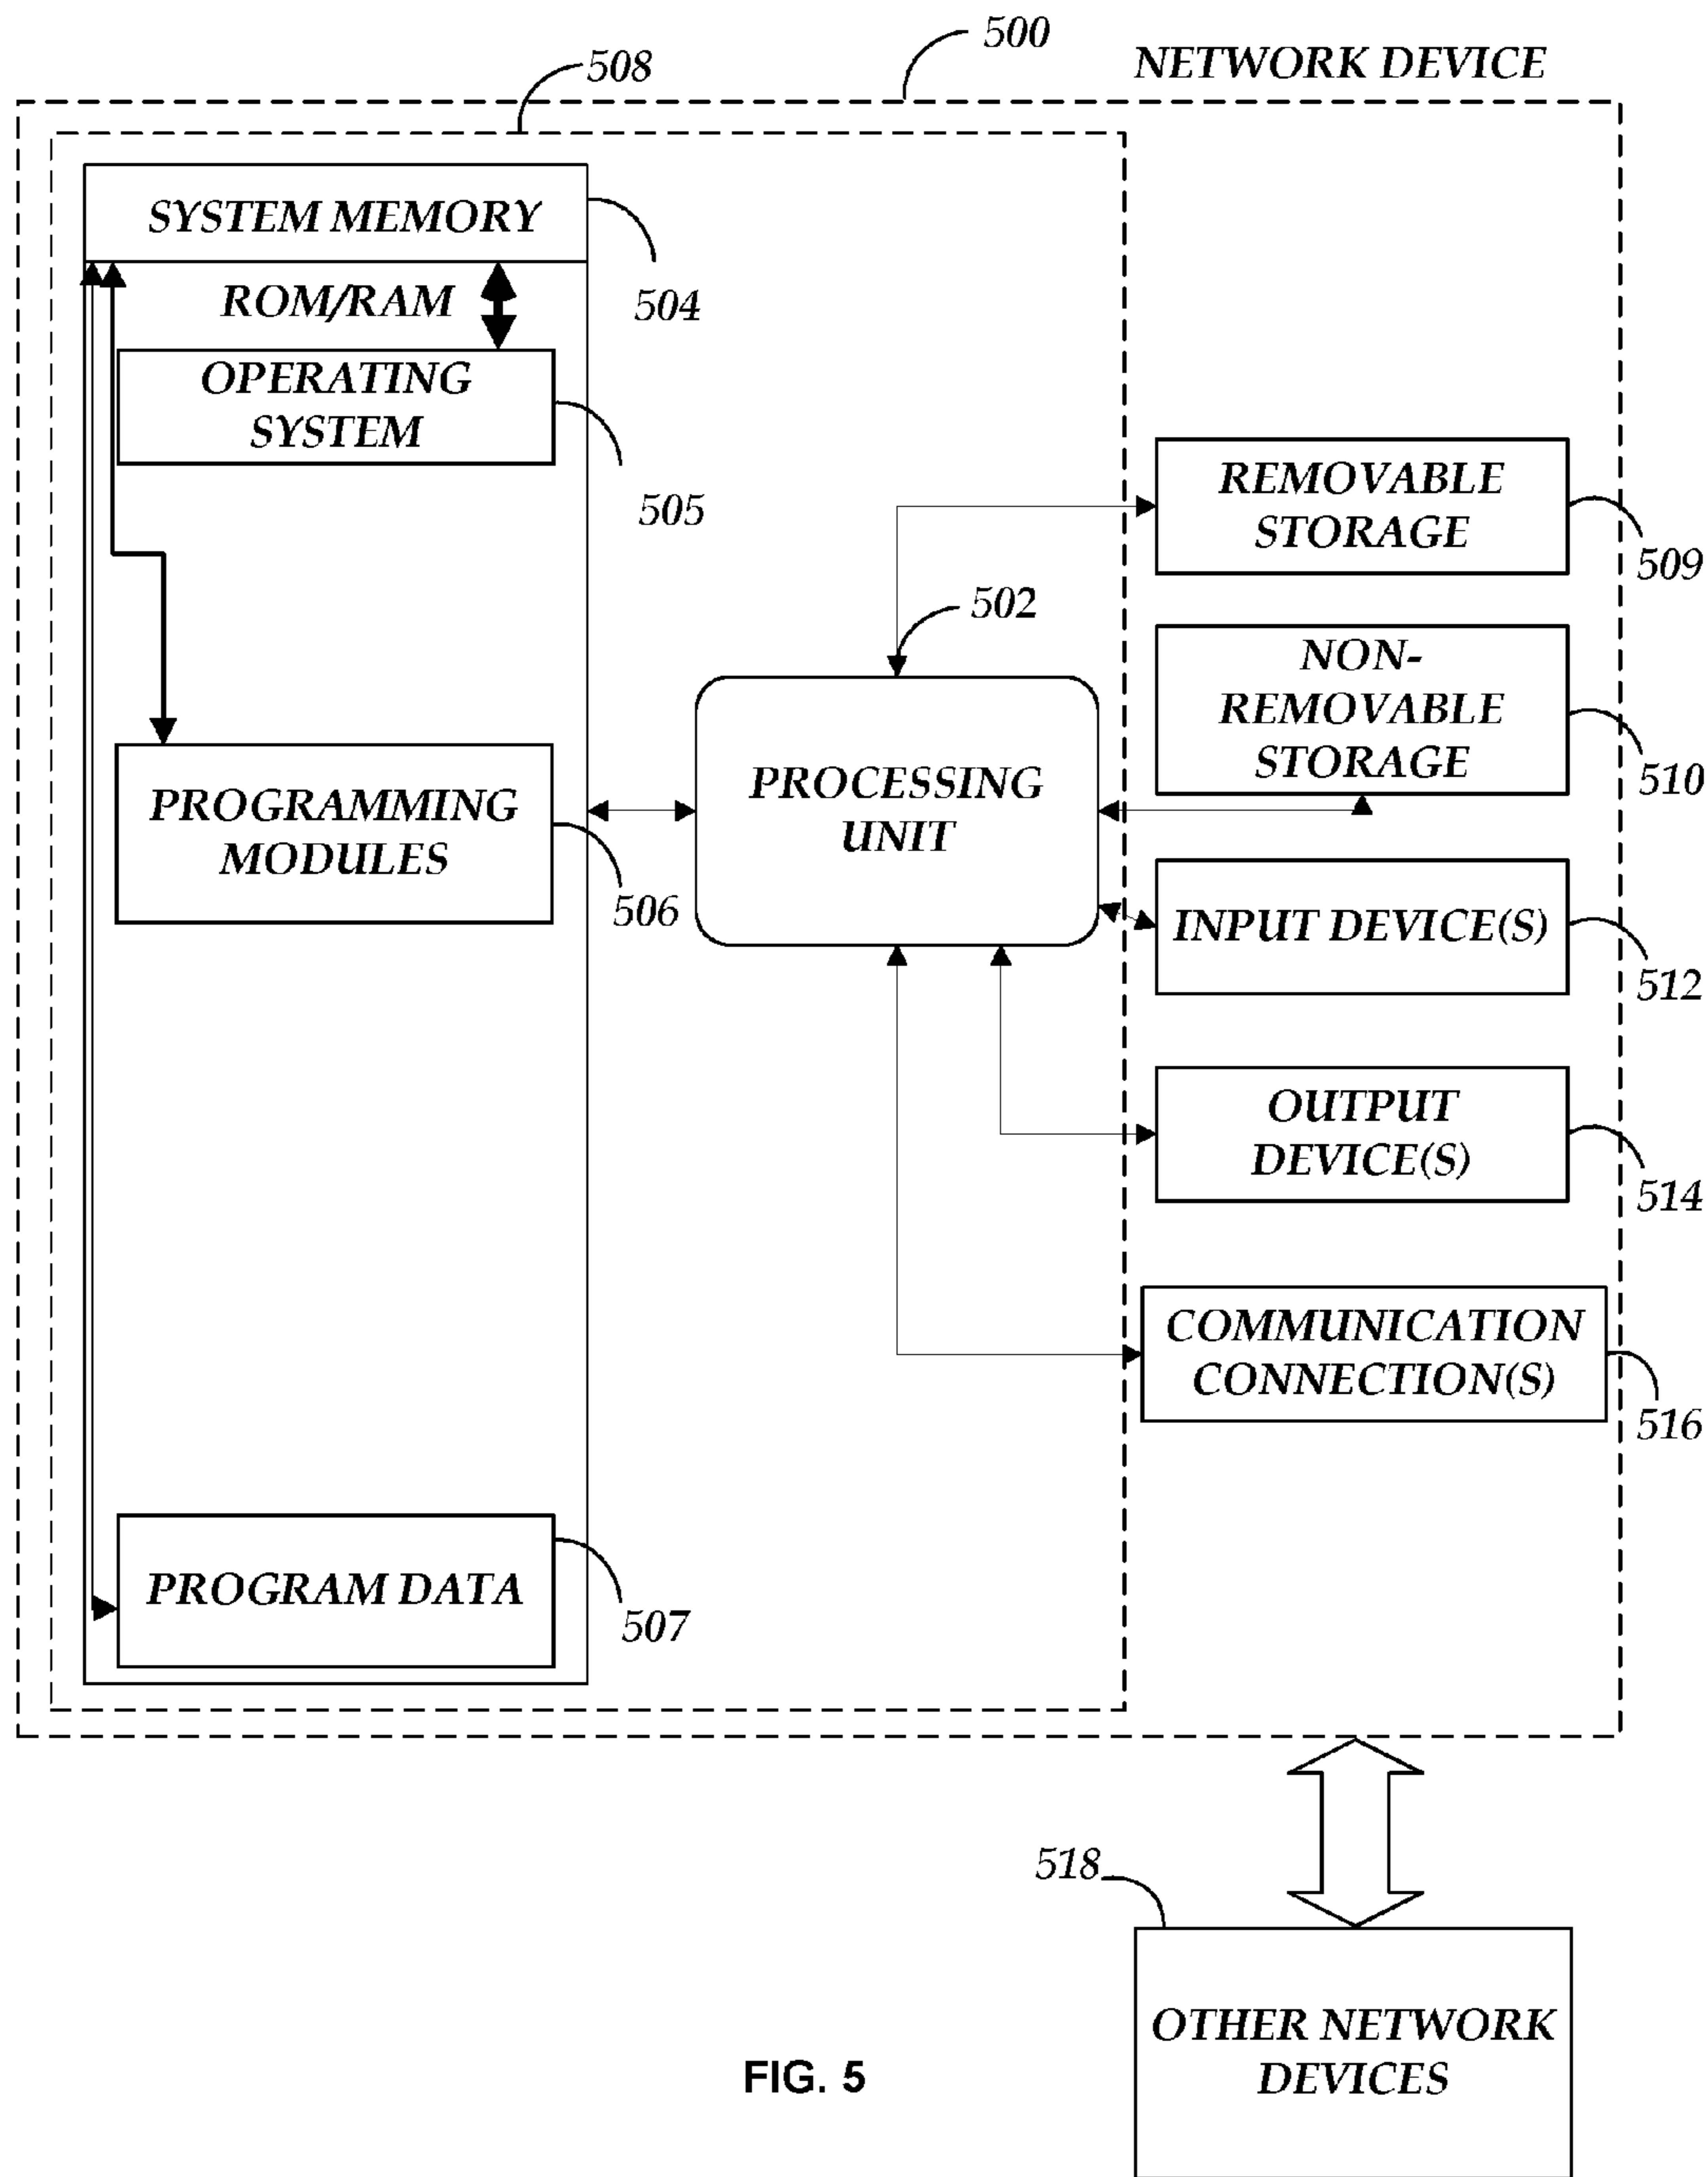 500
NETWORK DEVICE
508
SYSTEM MEMORY
504
ROM/RAM
OPERATING
SYSTEM
505
REMOVABLE
STORAGE
509
502
NON-
REMOVABLE
STORAGE
510
PROCESSING
UNIT
PROGRAMMING
MODULES
506
INPUT DEVICE(S)
512
OUTPUT
DEVICE(S)
514
COMMUNICATION
CONNECTION(S)
516
PROGRAM DATA
507
518
OTHER NETWORK
DEVICES
FIG. 5